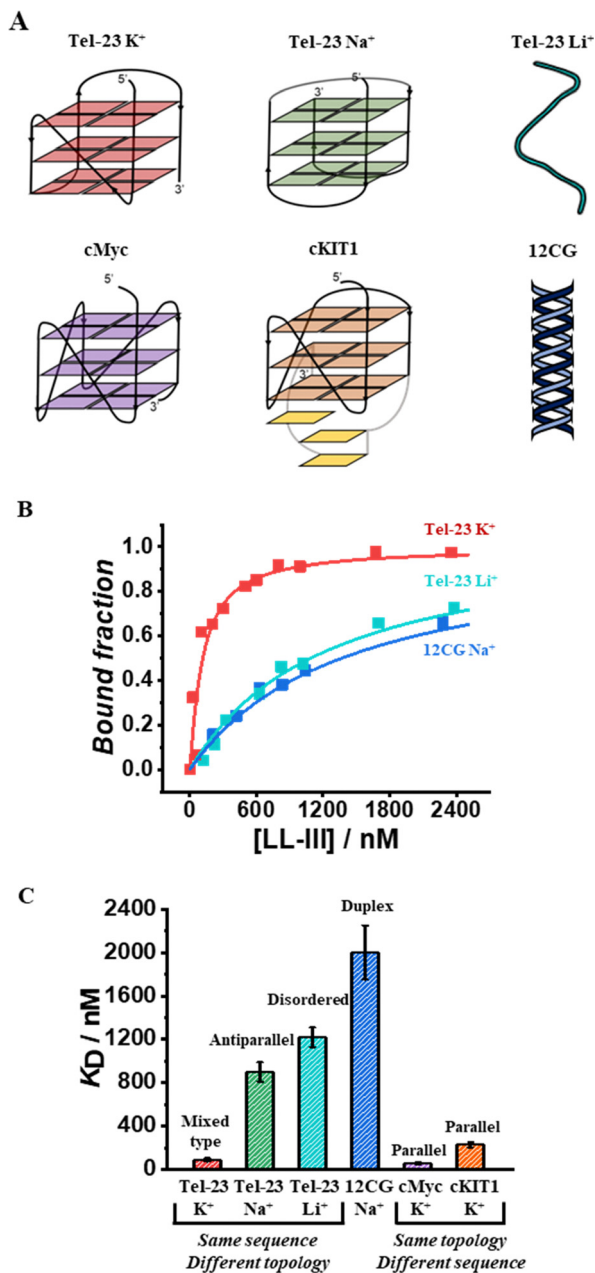 A
Tel-23 K⁺ Tel-23 Na⁺ Tel-23 Li⁺
5' 3' 5'
3'
cMyc cKIT1 12CG
5' 5'
3' 3'
B
Bound fraction
1.0
0.8
0.6
0.4
0.2
0.0
Tel-23 K⁺
Tel-23 Li⁺
12CG Na⁺
0 600 1200 1800 2400
[LL-III] / nM
C
K_D / nM
2400
2000
1600
1200
800
400
0
Duplex
Disordered
Antiparallel
Mixed
type
Parallel
Parallel
Tel-23 Tel-23 Tel-23 12CG cMyc cKIT1
K⁺ Na⁺ Li⁺ Na⁺ K⁺ K⁺
Same sequence Same topology
Different topology Different sequence